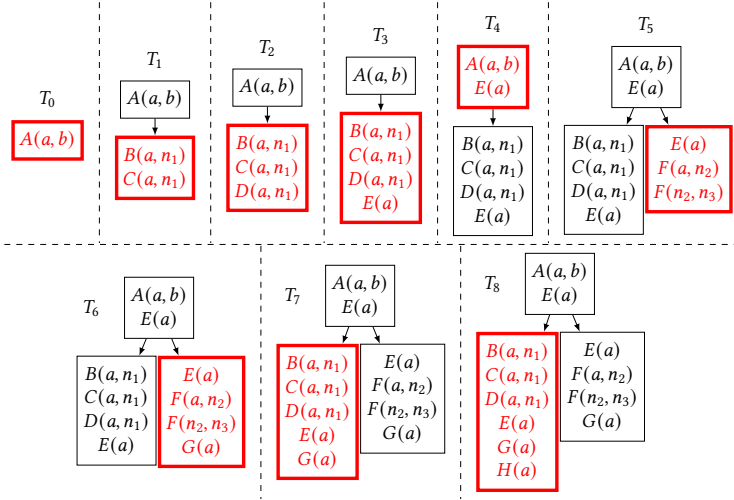 T₀
A(a, b)
T₁
A(a, b)
B(a, n₁)
C(a, n₁)
T₂
A(a, b)
B(a, n₁)
C(a, n₁)
D(a, n₁)
T₃
A(a, b)
B(a, n₁)
C(a, n₁)
D(a, n₁)
E(a)
T₄
A(a, b)
E(a)
B(a, n₁)
C(a, n₁)
D(a, n₁)
E(a)
T₅
A(a, b)
E(a)
B(a, n₁)
C(a, n₁)
D(a, n₁)
E(a)
E(a)
F(a, n₂)
F(n₂, n₃)
T₆
A(a, b)
E(a)
B(a, n₁)
C(a, n₁)
D(a, n₁)
E(a)
E(a)
F(a, n₂)
F(n₂, n₃)
G(a)
T₇
A(a, b)
E(a)
B(a, n₁)
C(a, n₁)
D(a, n₁)
E(a)
G(a)
E(a)
F(a, n₂)
F(n₂, n₃)
G(a)
T₈
A(a, b)
E(a)
B(a, n₁)
C(a, n₁)
D(a, n₁)
E(a)
G(a)
H(a)
E(a)
F(a, n₂)
F(n₂, n₃)
G(a)